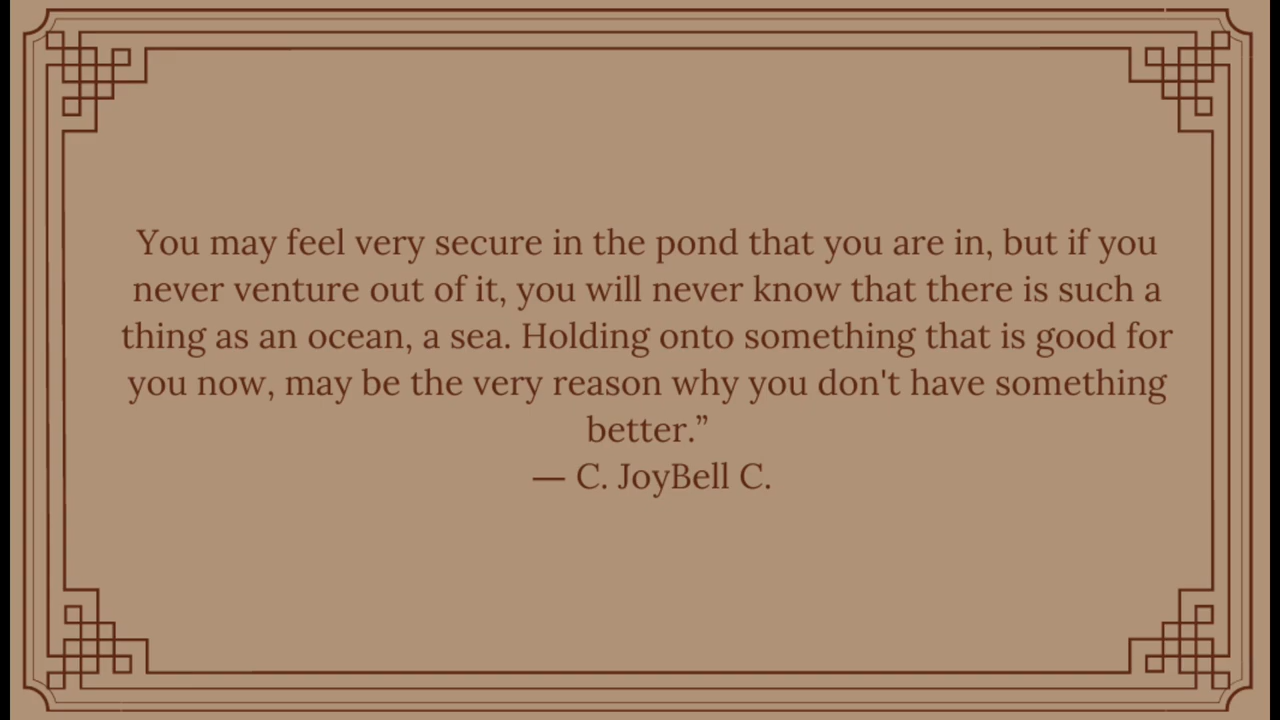 You may feel very secure in the pond that you are in, but if you
never venture out of it, you will never know that there is such a
thing as an ocean, a sea. Holding onto something that is good for
you now, may be the very reason why you don't have something
better.”
— C. JoyBell C.